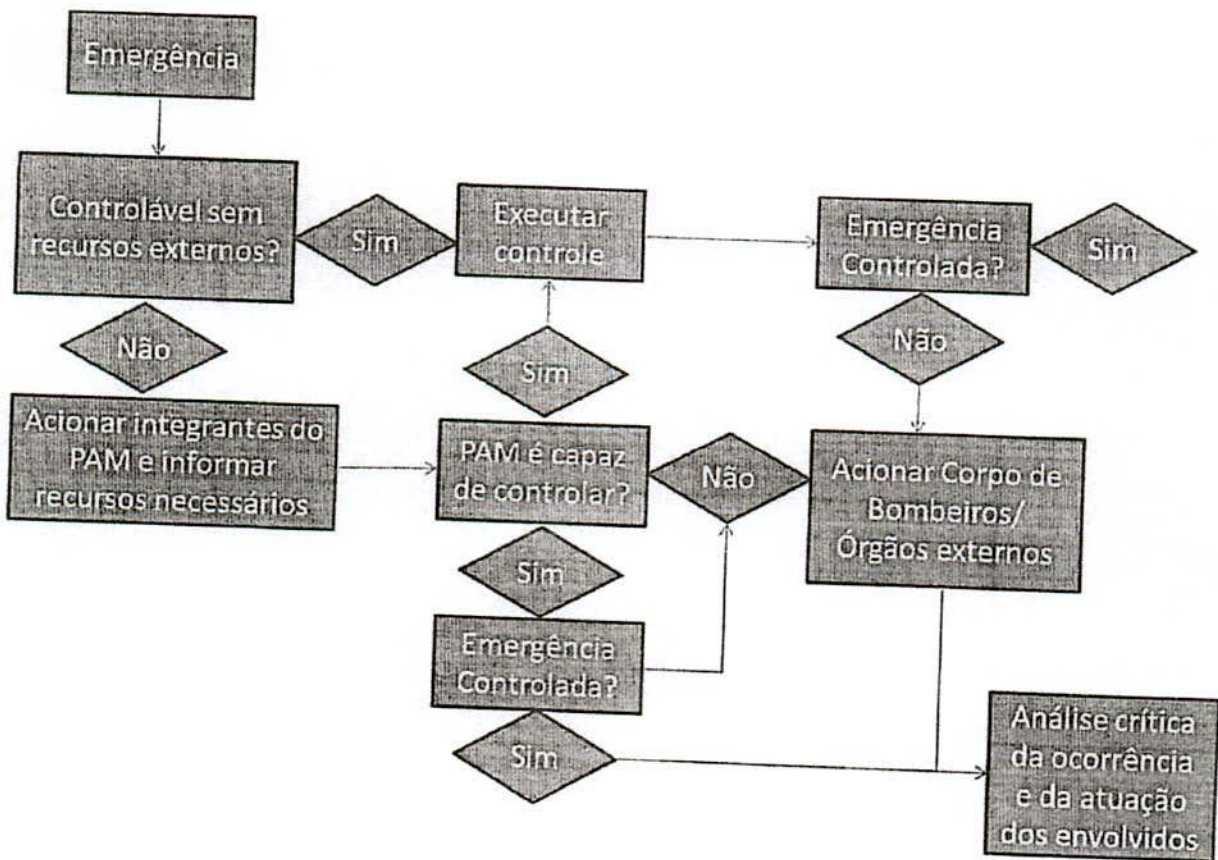 Emergência
Controlável sem
recursos externos?
Sim
Executar
controle
Emergência
Controlada?
Sim
Não
Sim
Não
Acionar integrantes do
PAM e informar
recursos necessários
PAM é capaz
de controlar?
Não
Acionar Corpo de
Bombeiros/
Órgãos externos
Sim
Emergência
Controlada?
Sim
Análise crítica
da ocorrência
e da atuação
dos envolvidos